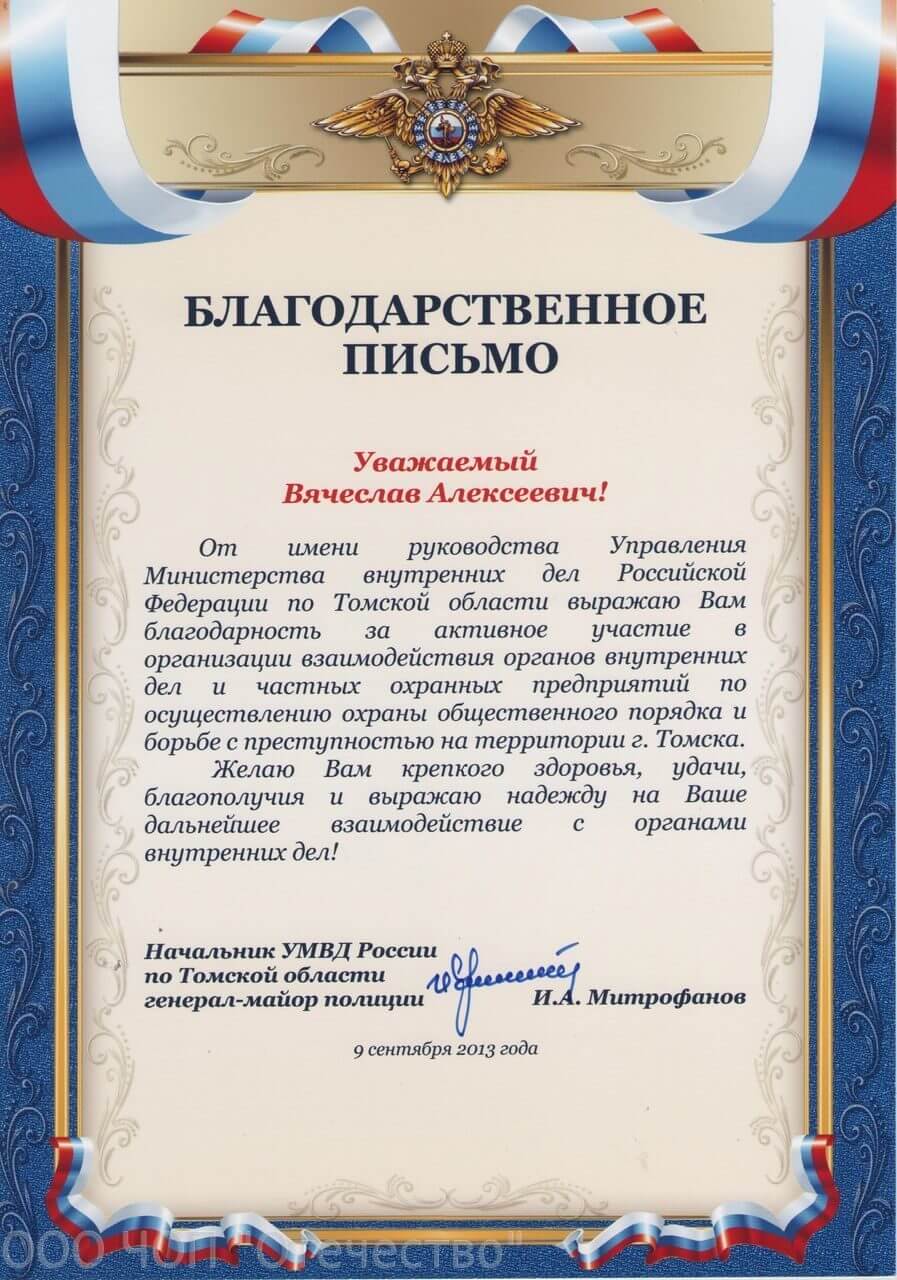 БЛАГОДАРСТВЕННОЕ
ПИСЬМО
Уважаемый
Вячеслав Алексеевич!
От имени руководства Управления
Министерства внутренних дел Российской
Федерации по Томской области выражаю Вам
благодарность за активное участие в
организации взаимодействия органов внутренних
дел и частных охранных предприятий по
осуществлению охраны общественного порядка и
борьбе с преступностью на территории г. Томска.
Желаю Вам крепкого здоровья, удачи,
благополучия и выражаю надежду на Ваше
дальнейшее взаимодействие с органами
внутренних дел!
Начальник УМВД России
по Томской области
генерал-майор полиции И.А. Митрофанов
9 сентября 2013 года
ООО ЧОП "Отечество"